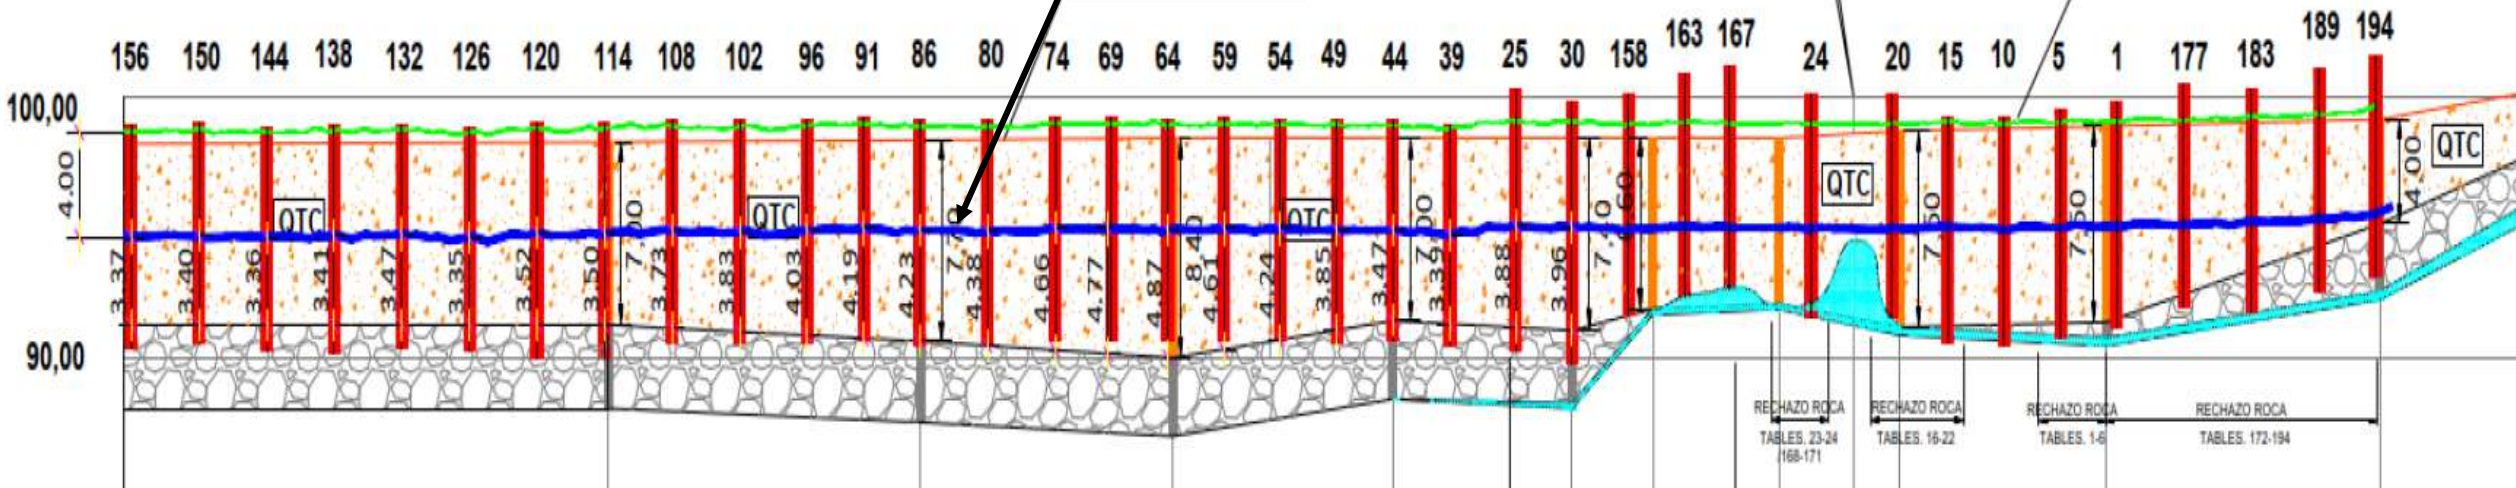 156 150 144 138 132 126 120 114 108 102 96 91 86 80 74 69 64 59 54 49 44 39 25 30 158 163 167 24 20 15 10 5 1 177 183 189 194
100,00
4.00
90,00
QTC QTC QTC QTC QTC
3.37 3.40 3.36 3.41 3.47 3.35 3.52 3.50 7,00 3.73 3.83 4.03 4.19 4.23 4.38 4.66 4.77 4.87 8,40 4.61 4.24 3.85 3.47 7,00 3.39 3.88 3.96 7,40 7,50 7,50 4,00
RECHAZO ROCA RECHAZO ROCA RECHAZO ROCA RECHAZO ROCA
TABLES. 23-24 TABLES. 16-22 TABLES. 1-6 TABLES. 172-194
/168-171